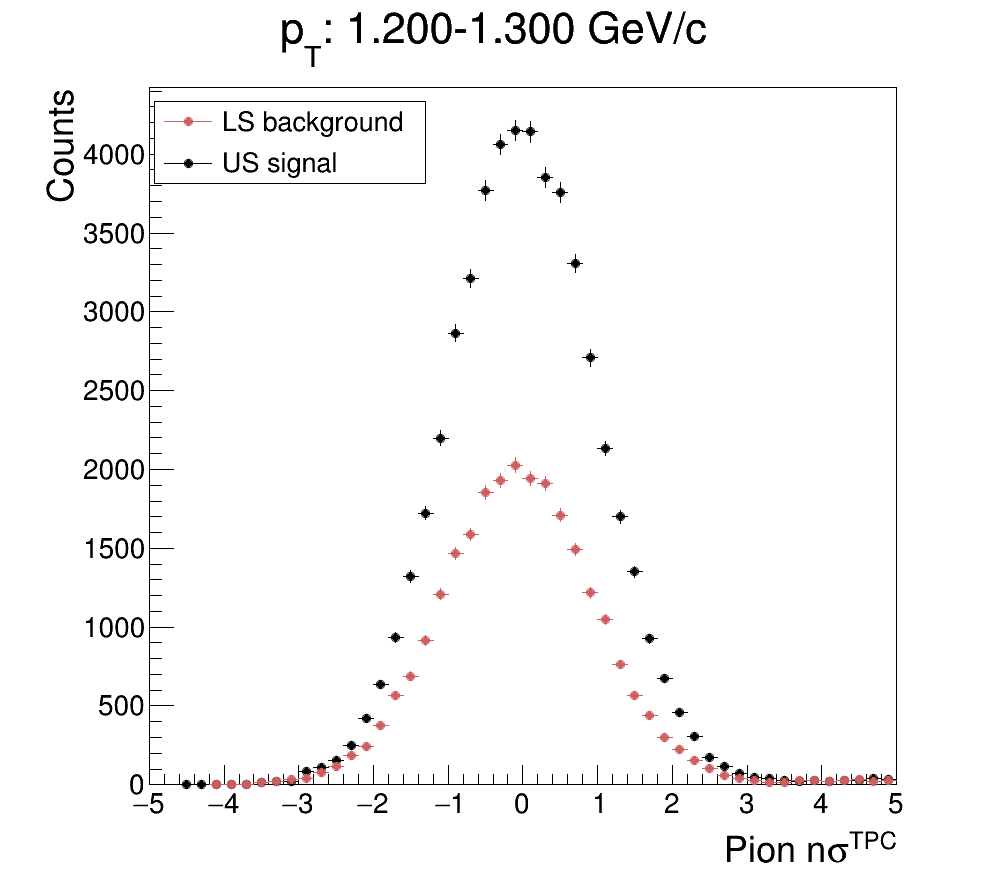 pT: 1.200-1.300 GeV/c
Counts
LS background
US signal
4000
3500
3000
2500
2000
1500
1000
500
0
−5 −4 −3 −2 −1 0 1 2 3 4 5
Pion nσTPC